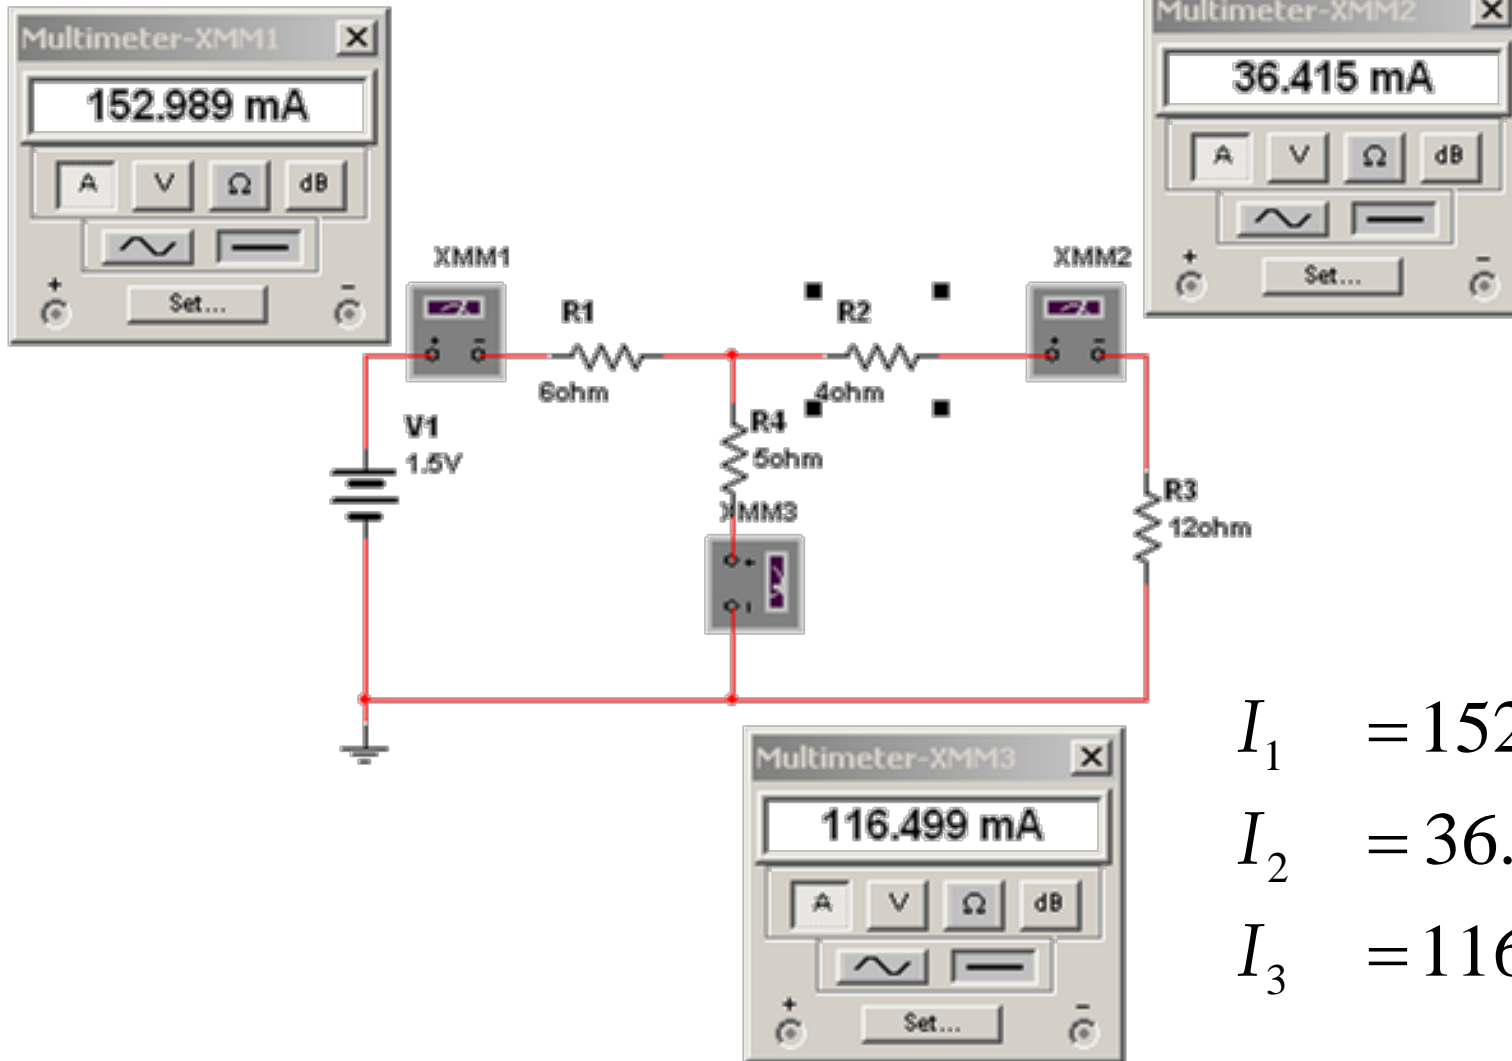 Multimeter-XMM1
152.989 mA
A V Ω dB
+ Set... -
Multimeter-XMM2
36.415 mA
A V Ω dB
+ Set... -
XMM1
XMM2
R1
6ohm
R2
4ohm
V1
1.5V
R4
5ohm
XMM3
R3
12ohm
Multimeter-XMM3
116.499 mA
A V Ω dB
+ Set... -
I₁ = 152
I₂ = 36.
I₃ = 116